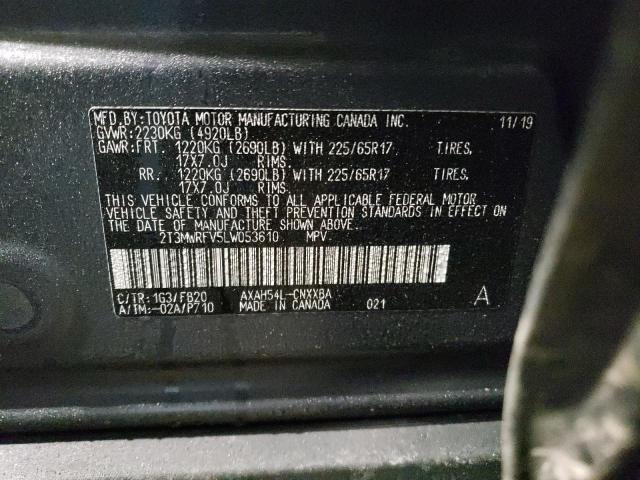 MFD.BY:TOYOTA MOTOR MANUFACTURING CANADA INC. 11/19
GVWR:2230KG (4920LB)
GAWR:FRT. 1220KG (2690LB) WITH 225/65R17 TIRES,
17X7.0J RIMS.
RR. 1220KG (2690LB) WITH 225/65R17 TIRES,
17X7.0J RIMS.
THIS VEHICLE CONFORMS TO ALL APPLICABLE FEDERAL MOTOR
VEHICLE SAFETY AND THEFT PREVENTION STANDARDS IN EFFECT ON
THE DATE OF MANUFACTURE SHOWN ABOVE.
2T3MWRFV5LW053610 MPV
C/TR:1G3/FB20 AXAH54L-CNXXBA
A/TM:-02A/P710 MADE IN CANADA 021 A